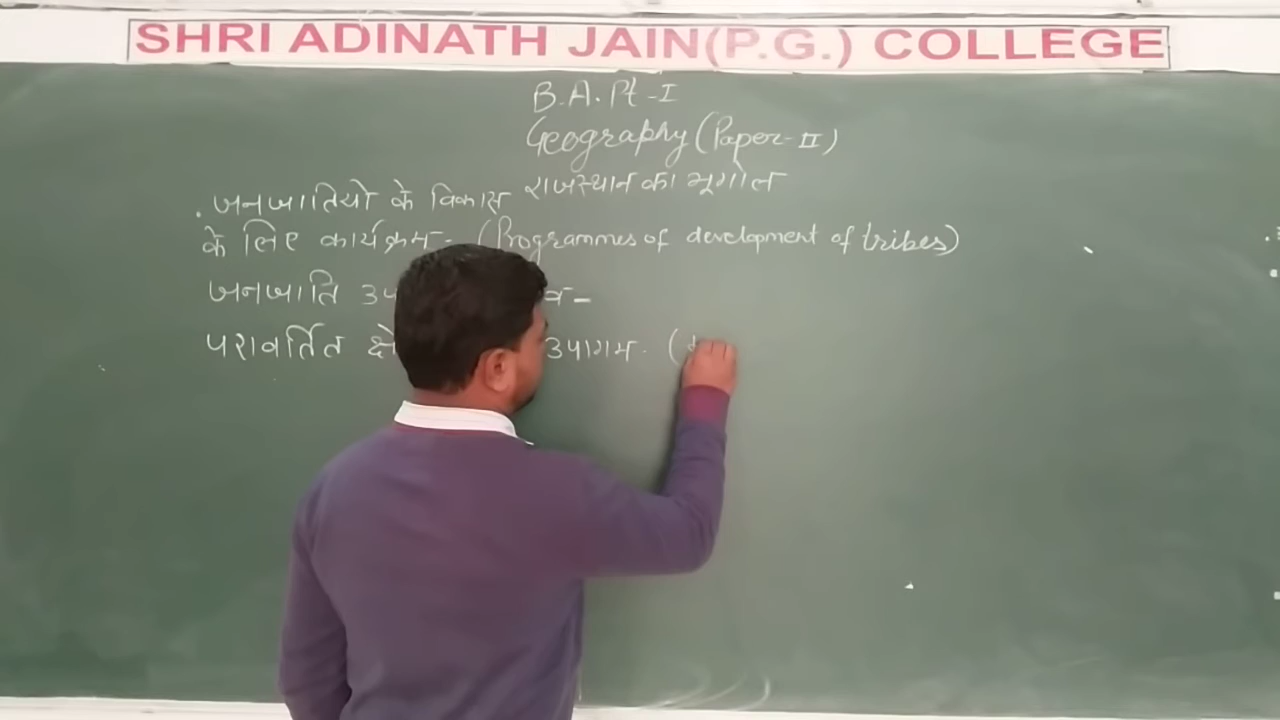 SHRI ADINATH JAIN(P.G.) COLLEGE
B.A. Pt-I
Geography (Paper-II)
राजस्थान का भूगोल
. जनजातियो के विकास
के लिए कार्यक्रम- (Programmes of development of tribes)
जनजाति
परावर्तित उपागम. (